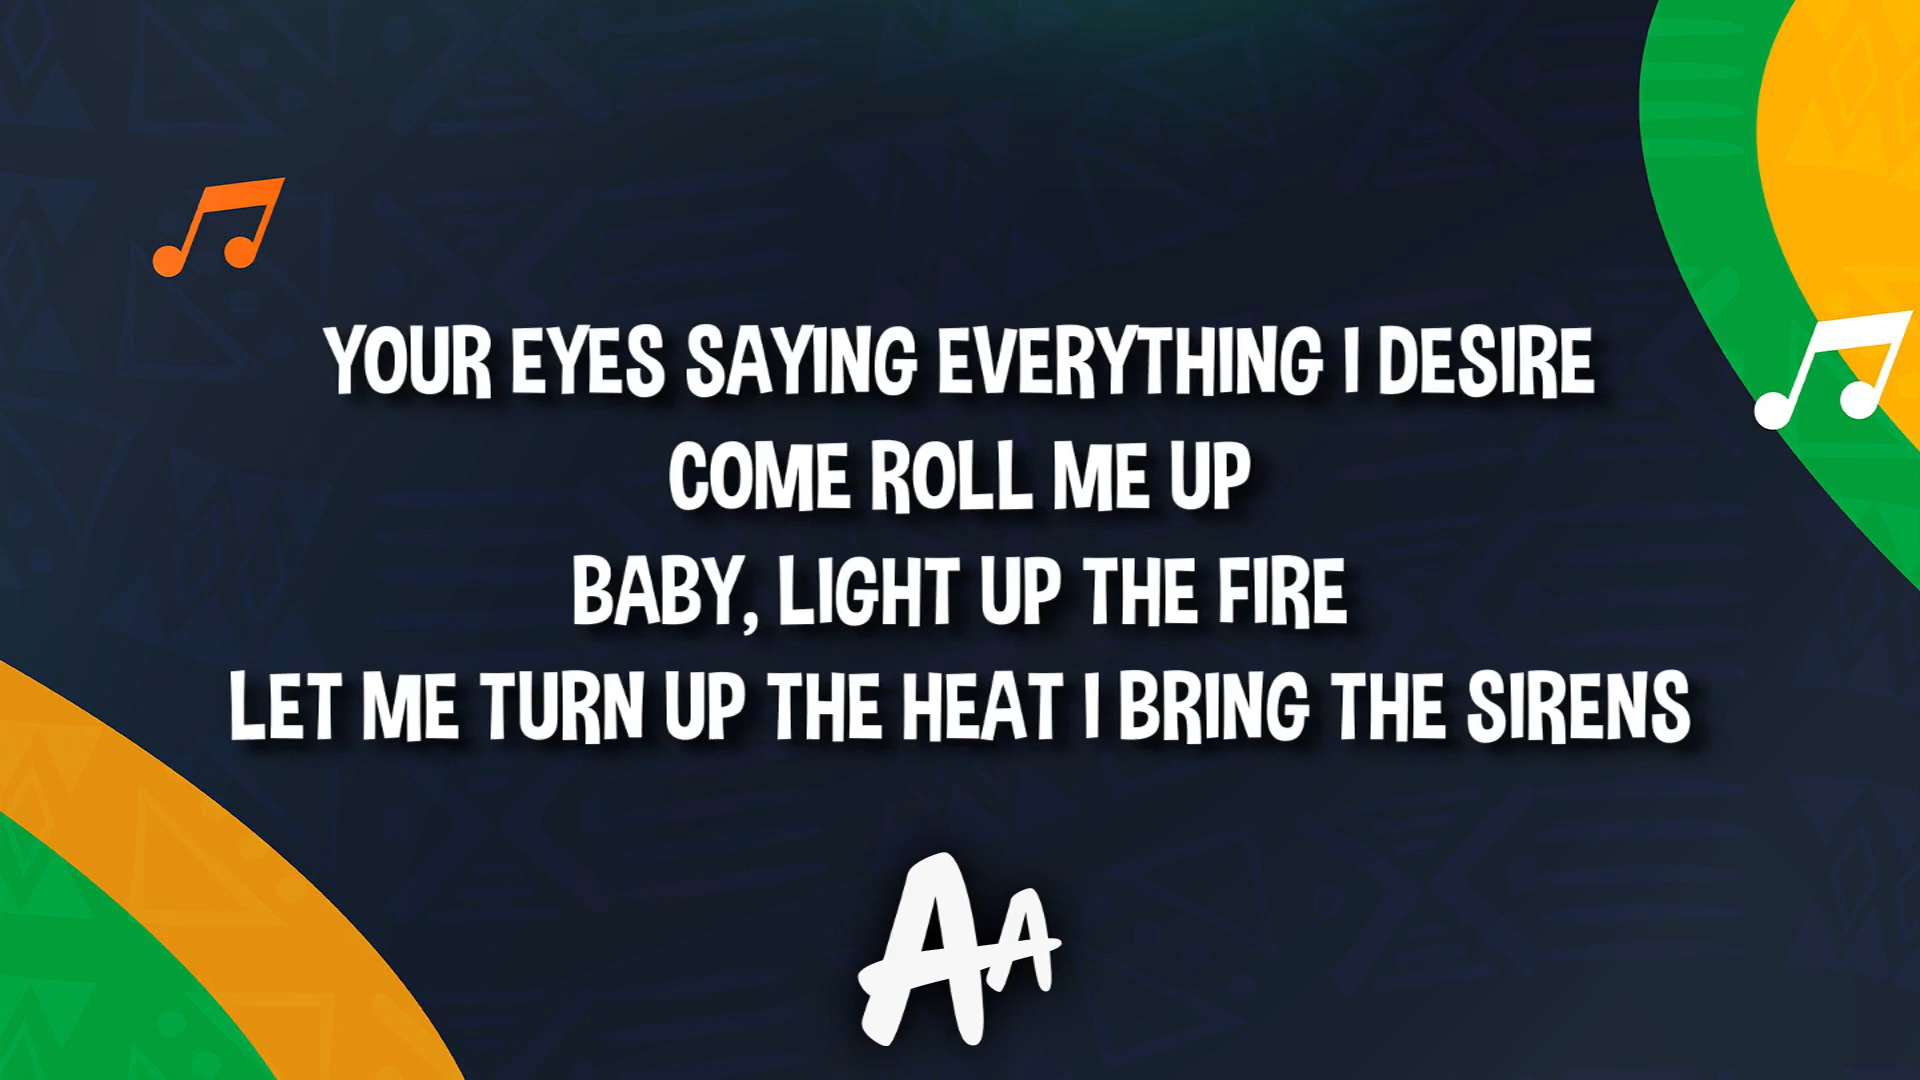 YOUR EYES SAYING EVERYTHING I DESIRE
COME ROLL ME UP
BABY, LIGHT UP THE FIRE
LET ME TURN UP THE HEAT I BRING THE SIRENS
AA